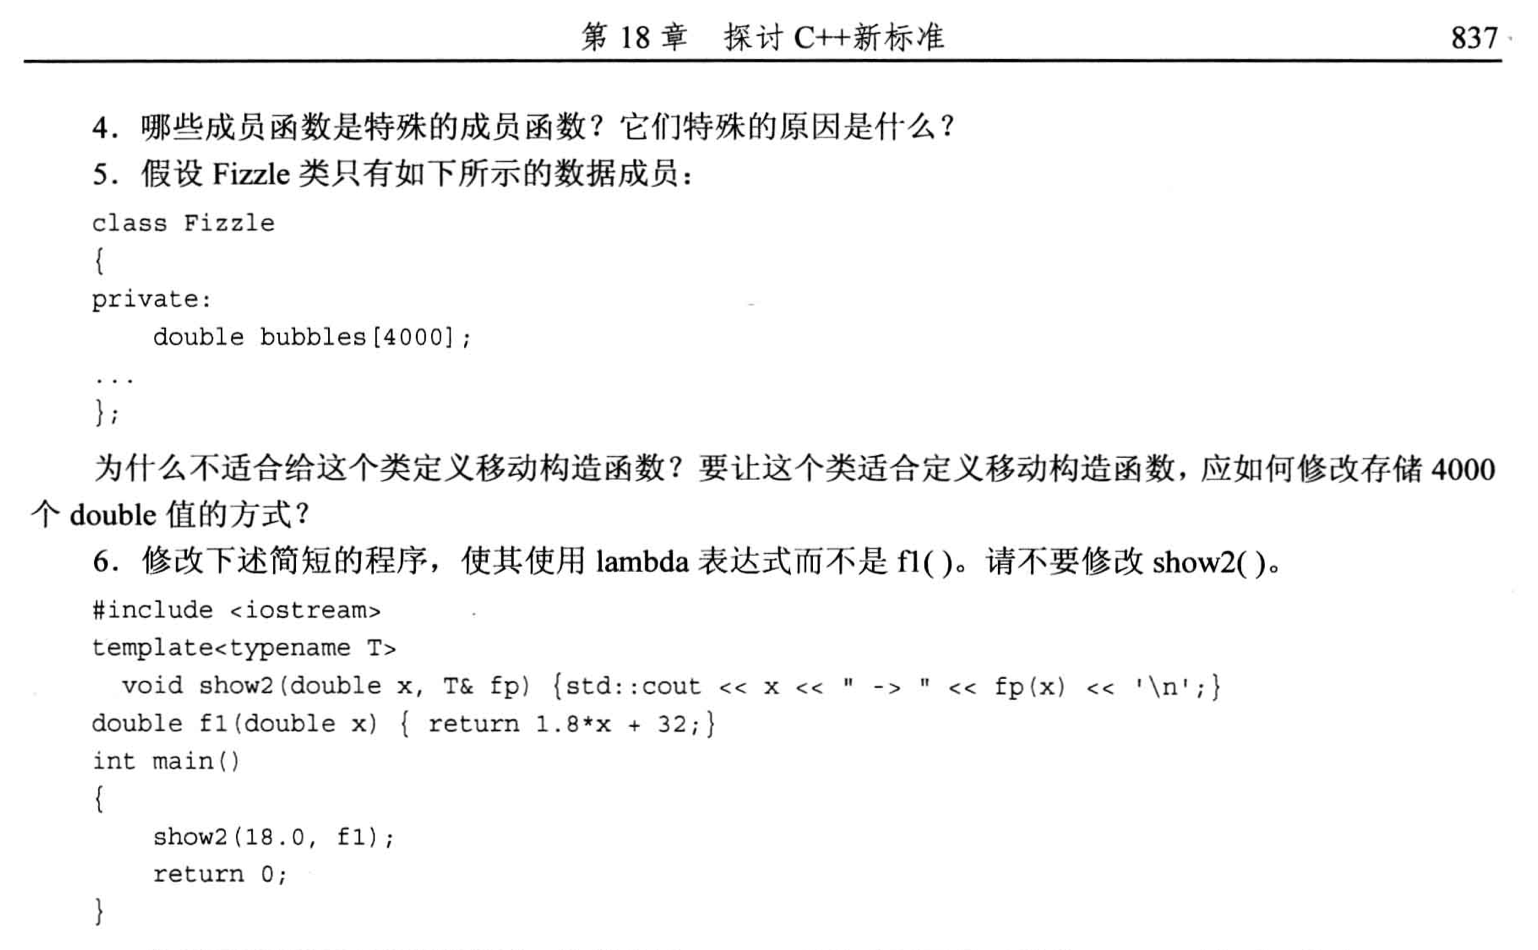 第 18 章 探讨 C++新标准 837
4．哪些成员函数是特殊的成员函数？它们特殊的原因是什么？
5．假设 Fizzle 类只有如下所示的数据成员：
class Fizzle
{
private:
    double bubbles[4000];
...
};
为什么不适合给这个类定义移动构造函数？要让这个类适合定义移动构造函数，应如何修改存储 4000
个 double 值的方式？
6．修改下述简短的程序，使其使用 lambda 表达式而不是 f1( )。请不要修改 show2( )。
#include <iostream>
template<typename T>
  void show2(double x, T& fp) {std::cout << x << " -> " << fp(x) << '\n';}
double f1(double x) { return 1.8*x + 32;}
int main()
{
    show2(18.0, f1);
    return 0;
}